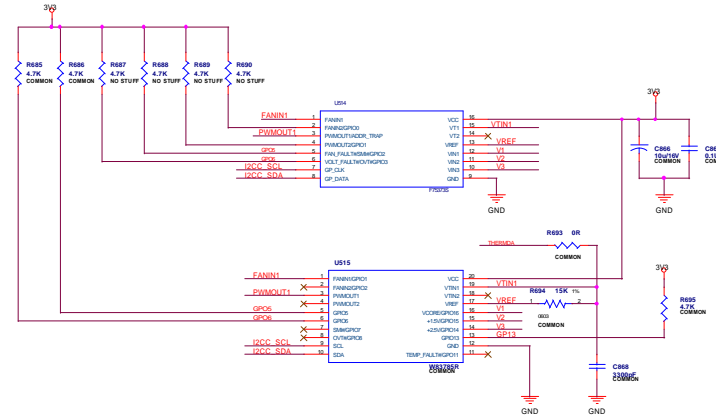 3V3
R685
4.7K
COMMON
R686
4.7K
COMMON
R687
4.7K
NO STUFF
R688
4.7K
NO STUFF
R689
4.7K
NO STUFF
R690
4.7K
NO STUFF
U514
FANIN1 1 FANIN1 VCC 16
2 FANIN2/GPIO0 VT1 15 VTIN1
PWMOUT1 3 PWMOUT1/ADDR_TRAP VT2 14
4 PWMOUT2/GPIO1 VREF 13 VREF
GPO5 5 FAN_FAULT#/SMI#/GPIO2 VIN1 12 V1
GPO6 6 VOLT_FAULT#/OVT#/GPIO3 VIN2 11 V2
I2CC_SCL 7 GP_CLK VIN3 10 V3
I2CC_SDA 8 GP_DATA GND 9
F75373S
GND
3V3
C866
10u/16V
COMMON
0.1U
COMMON
GND
R693 0R
THERMDA
COMMON
U515
FANIN1 1 FANIN1/GPIO1 VCC 20
2 FANIN2/GPIO2 VTIN1 19 VTIN1
PWMOUT1 3 PWMOUT1 VTIN2 18
4 PWMOUT2 VREF 17 VREF
GPO5 5 GPIO5 VCORE/GPIO16 16 V1
GPO6 6 GPIO6 +1.5V/GPIO15 15 V2
7 SMI#/GPIO7 +2.5V/GPIO14 14 V3
8 OVT#/GPIO8 GPIO13 13 GP13
I2CC_SCL 9 SCL GND 12
I2CC_SDA 10 SDA TEMP_FAULT#/GPIO11 11
W83785R
COMMON
R694 15K 1%
1 2
0603
COMMON
3V3
R695
4.7K
COMMON
C868
3300pF
COMMON
GND
GND